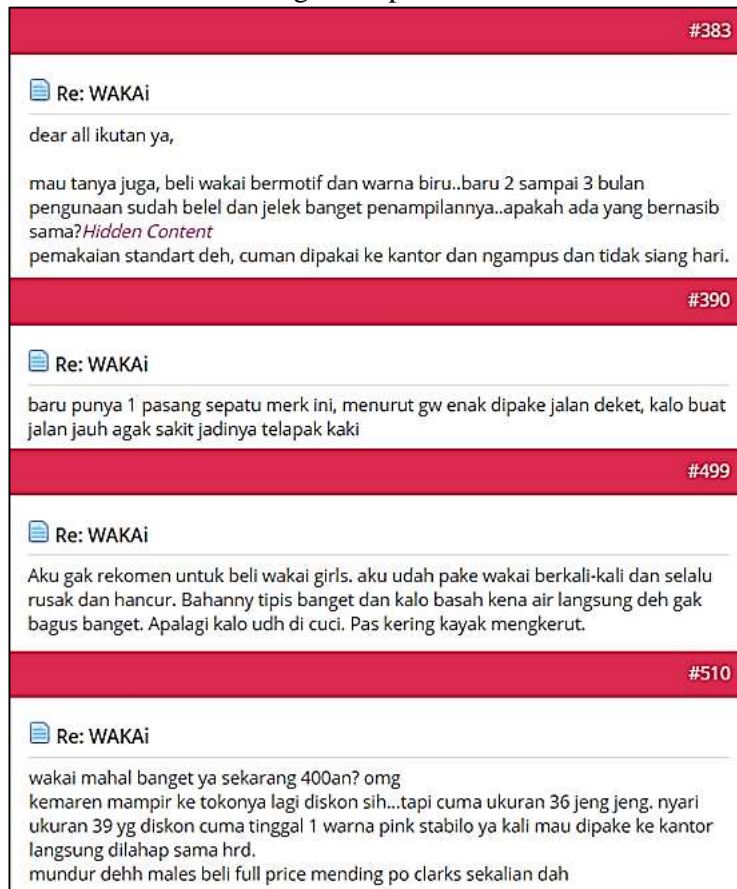 #383
Re: WAKAi
dear all ikutan ya,
mau tanya juga, beli wakai bermotif dan warna biru..baru 2 sampai 3 bulan
pengunaan sudah belel dan jelek banget penampilannya..apakah ada yang bernasib
sama?Hidden Content
pemakaian standart deh, cuman dipakai ke kantor dan ngampus dan tidak siang hari.
#390
Re: WAKAi
baru punya 1 pasang sepatu merk ini, menurut gw enak dipake jalan deket, kalo buat
jalan jauh agak sakit jadinya telapak kaki
#499
Re: WAKAi
Aku gak rekomen untuk beli wakai girls. aku udah pake wakai berkali-kali dan selalu
rusak dan hancur. Bahanny tipis banget dan kalo basah kena air langsung deh gak
bagus banget. Apalagi kalo udh di cuci. Pas kering kayak mengkerut.
#510
Re: WAKAi
wakai mahal banget ya sekarang 400an? omg
kemaren mampir ke tokonya lagi diskon sih...tapi cuma ukuran 36 jeng jeng. nyari
ukuran 39 yg diskon cuma tinggal 1 warna pink stabilo ya kali mau dipake ke kantor
langsung dilahap sama hrd.
mundur dehh males beli full price mending po clarks sekalian dah